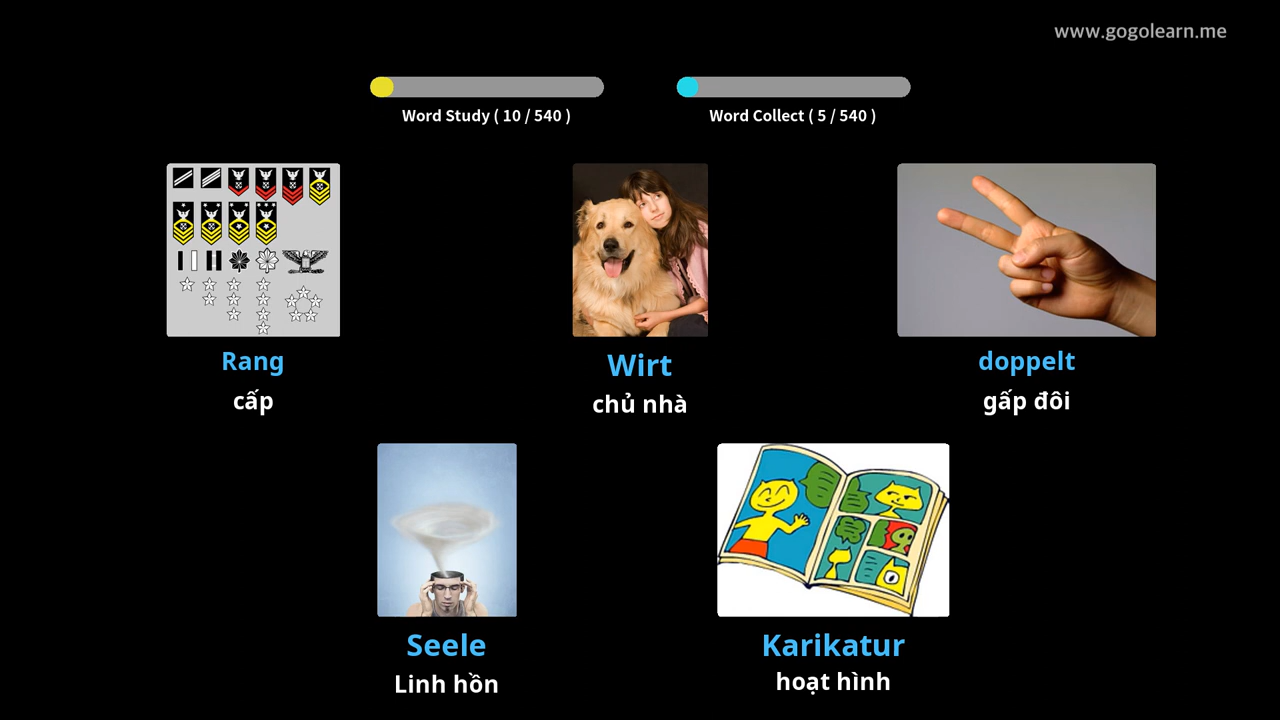 www.gogolearn.me
Word Study ( 10 / 540 )
Word Collect ( 5 / 540 )
Rang
cấp
Wirt
chủ nhà
doppelt
gấp đôi
Seele
Linh hồn
Karikatur
hoạt hình